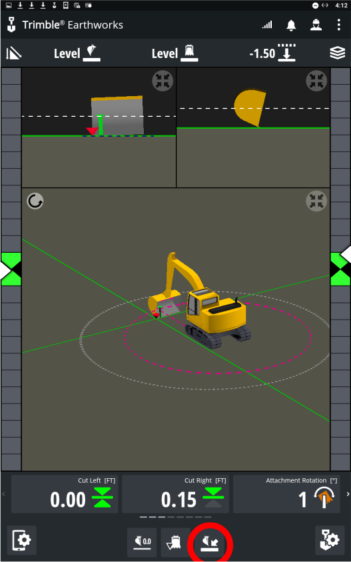 4:12
Trimble® Earthworks
Level Level -1.50
Cut Left [FT] Cut Right [FT] Attachment Rotation [°]
0.00 0.15 1
0.0